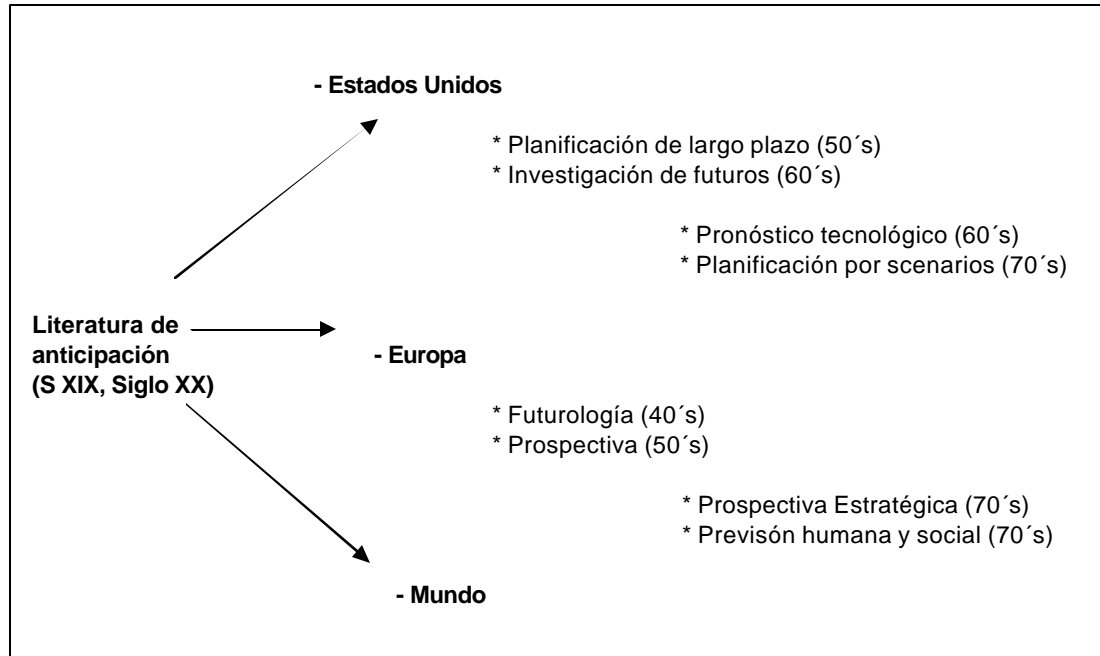 - Estados Unidos
* Planificación de largo plazo (50´s)
* Investigación de futuros (60´s)
* Pronóstico tecnológico (60´s)
* Planificación por scenarios (70´s)
Literatura de
anticipación
(S XIX, Siglo XX)
- Europa
* Futurología (40´s)
* Prospectiva (50´s)
* Prospectiva Estratégica (70´s)
* Previsón humana y social (70´s)
- Mundo